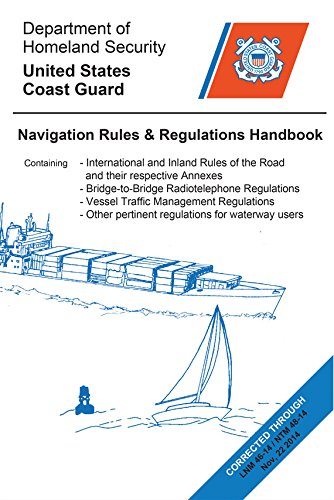 Department of
Homeland Security
United States
Coast Guard
Navigation Rules & Regulations Handbook
Containing - International and Inland Rules of the Road
and their respective Annexes
- Bridge-to-Bridge Radiotelephone Regulations
- Vessel Traffic Management Regulations
- Other pertinent regulations for waterway users
CORRECTED THROUGH
LNM 46-14 / NTM 48-14
Nov. 22 2014